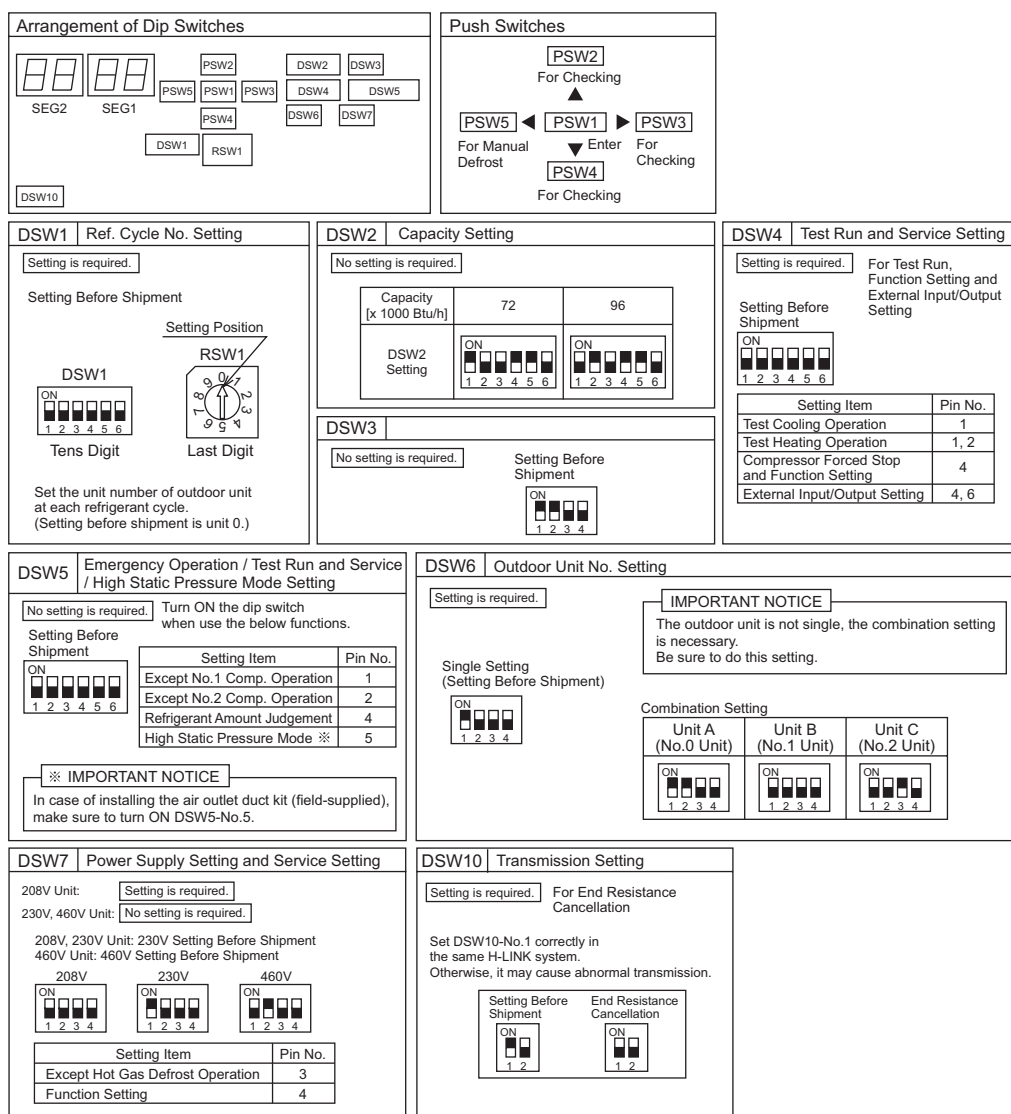 Arrangement of Dip Switches
SEG2 SEG1
PSW2
PSW5 PSW1 PSW3
PSW4
DSW2 DSW3
DSW4 DSW5
DSW6 DSW7
DSW1 RSW1
DSW10
Push Switches
PSW2
For Checking
PSW5 PSW1 PSW3
For Manual
Defrost
Enter
For
Checking
PSW4
For Checking
DSW1 Ref. Cycle No. Setting
Setting is required.
Setting Before Shipment
Setting Position
DSW1
ON
1 2 3 4 5 6
Tens Digit
RSW1
0 1 2 3 4 5 6 7 8 9
Last Digit
Set the unit number of outdoor unit
at each refrigerant cycle.
(Setting before shipment is unit 0.)
DSW2 Capacity Setting
No setting is required.
Capacity
[x 1000 Btu/h]
72 96
DSW2
Setting
ON
1 2 3 4 5 6
ON
1 2 3 4 5 6
DSW3
No setting is required.
Setting Before
Shipment
ON
1 2 3 4
DSW4 Test Run and Service Setting
Setting is required.
For Test Run,
Function Setting and
External Input/Output
Setting
Setting Before
Shipment
ON
1 2 3 4 5 6
Setting Item Pin No.
Test Cooling Operation 1
Test Heating Operation 1, 2
Compressor Forced Stop
and Function Setting 4
External Input/Output Setting 4, 6
DSW5 Emergency Operation / Test Run and Service
/ High Static Pressure Mode Setting
No setting is required.
Turn ON the dip switch
when use the below functions.
Setting Before
Shipment
ON
1 2 3 4 5 6
Setting Item Pin No.
Except No.1 Comp. Operation 1
Except No.2 Comp. Operation 2
Refrigerant Amount Judgement 4
High Static Pressure Mode ※ 5
※ IMPORTANT NOTICE
In case of installing the air outlet duct kit (field-supplied),
make sure to turn ON DSW5-No.5.
DSW6 Outdoor Unit No. Setting
Setting is required.
IMPORTANT NOTICE
The outdoor unit is not single, the combination setting
is necessary.
Be sure to do this setting.
Single Setting
(Setting Before Shipment)
ON
1 2 3 4
Combination Setting
Unit A
(No.0 Unit)
Unit B
(No.1 Unit)
Unit C
(No.2 Unit)
ON
1 2 3 4
ON
1 2 3 4
ON
1 2 3 4
DSW7 Power Supply Setting and Service Setting
208V Unit: Setting is required.
230V, 460V Unit: No setting is required.
208V, 230V Unit: 230V Setting Before Shipment
460V Unit: 460V Setting Before Shipment
208V 230V 460V
ON
1 2 3 4
ON
1 2 3 4
ON
1 2 3 4
Setting Item Pin No.
Except Hot Gas Defrost Operation 3
Function Setting 4
DSW10 Transmission Setting
Setting is required.
For End Resistance
Cancellation
Set DSW10-No.1 correctly in
the same H-LINK system.
Otherwise, it may cause abnormal transmission.
Setting Before
Shipment
ON
1 2
End Resistance
Cancellation
ON
1 2